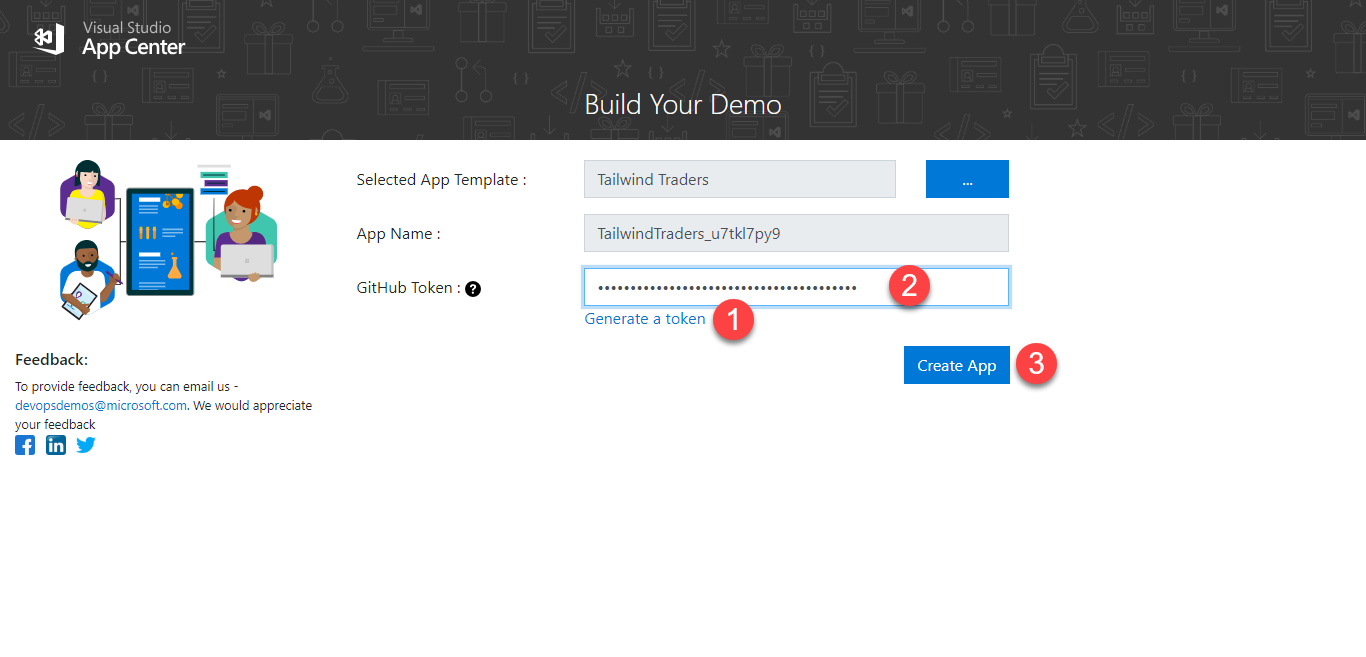 Visual Studio
App Center
Build Your Demo
Selected App Template :
Tailwind Traders
...
App Name :
TailwindTraders_u7tkl7py9
GitHub Token : ?
••••••••••••••••••••••••••••••••••••••••
2
Generate a token
1
Create App
3
Feedback:
To provide feedback, you can email us -
devopsdemos@microsoft.com. We would appreciate
your feedback